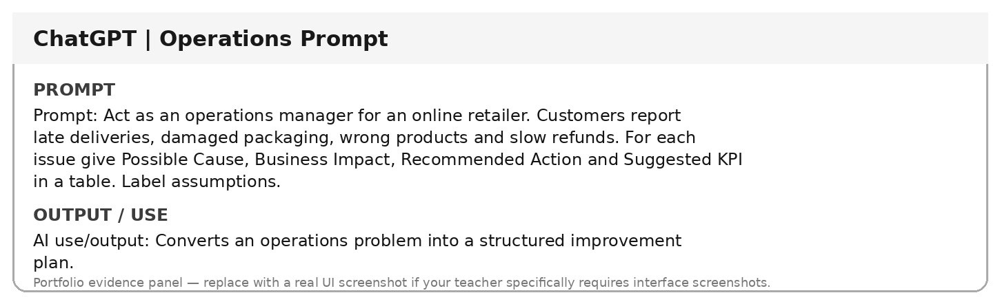 ChatGPT | Operations Prompt
PROMPT
Prompt: Act as an operations manager for an online retailer. Customers report
late deliveries, damaged packaging, wrong products and slow refunds. For each
issue give Possible Cause, Business Impact, Recommended Action and Suggested KPI
in a table. Label assumptions.
OUTPUT / USE
AI use/output: Converts an operations problem into a structured improvement
plan.
Portfolio evidence panel — replace with a real UI screenshot if your teacher specifically requires interface screenshots.